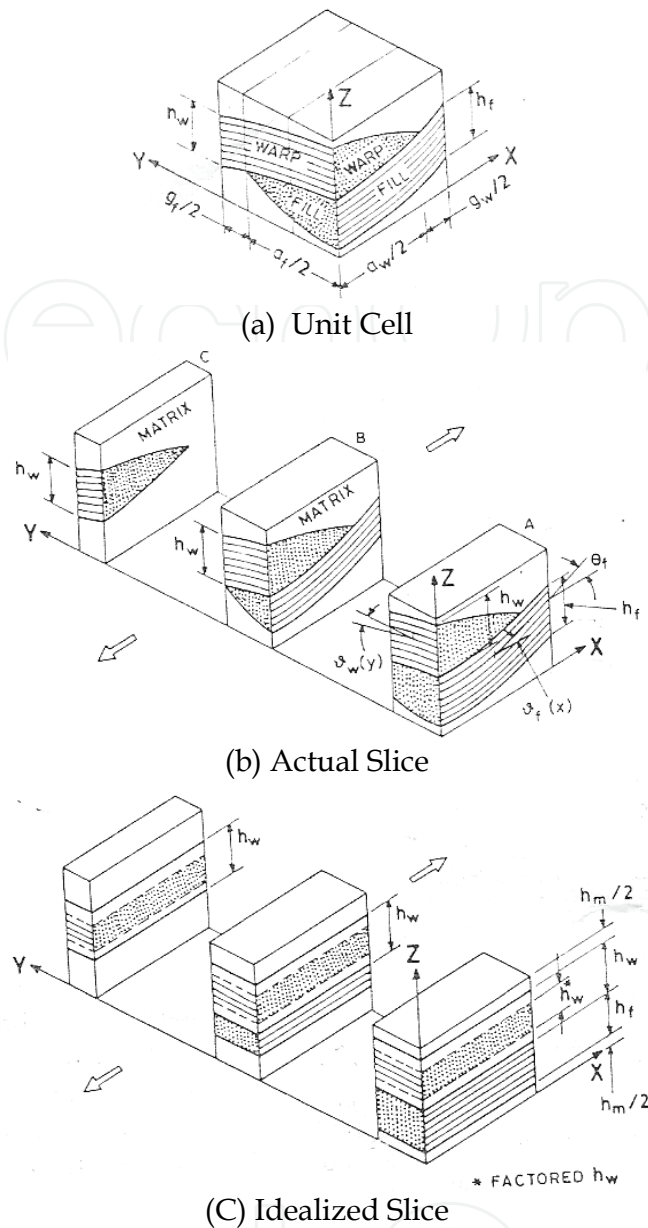 Z
h_w
h_f
Y
WARP
WARP
X
FILL
FILL
g_f/2
g_w/2
a_f/2
a_w/2
(a) Unit Cell
C
MATRIX
B
h_w
MATRIX
Y
h_w
A
Z
θ_f
h_w
h_f
X
ϑ_w(y)
ϑ_f(x)
(b) Actual Slice
h_w
h_m/2
h_w
Z
h_w
Y
h_w*
h_f
X
h_m/2
* FACTORED h_w
(C) Idealized Slice